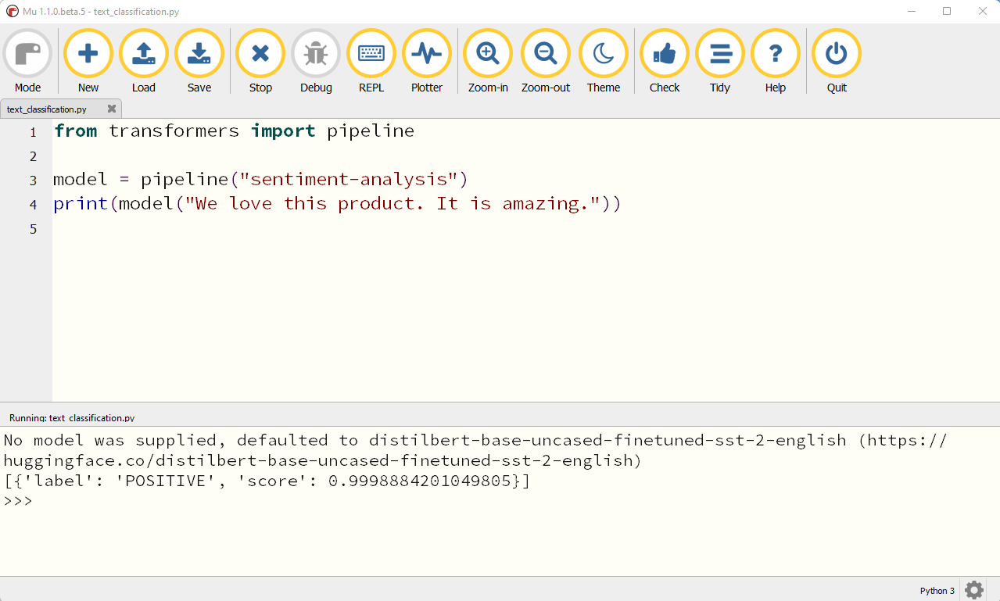 Mu 1.1.0.beta.5 - text_classification.py
Mode New Load Save Stop Debug REPL Plotter Zoom-in Zoom-out Theme Check Tidy Help Quit
text_classification.py
1 from transformers import pipeline
2
3 model = pipeline("sentiment-analysis")
4 print(model("We love this product. It is amazing."))
5
Running: text_classification.py
No model was supplied, defaulted to distilbert-base-uncased-finetuned-sst-2-english (https://
huggingface.co/distilbert-base-uncased-finetuned-sst-2-english)
[{'label': 'POSITIVE', 'score': 0.9998884201049805}]
>>>
Python 3